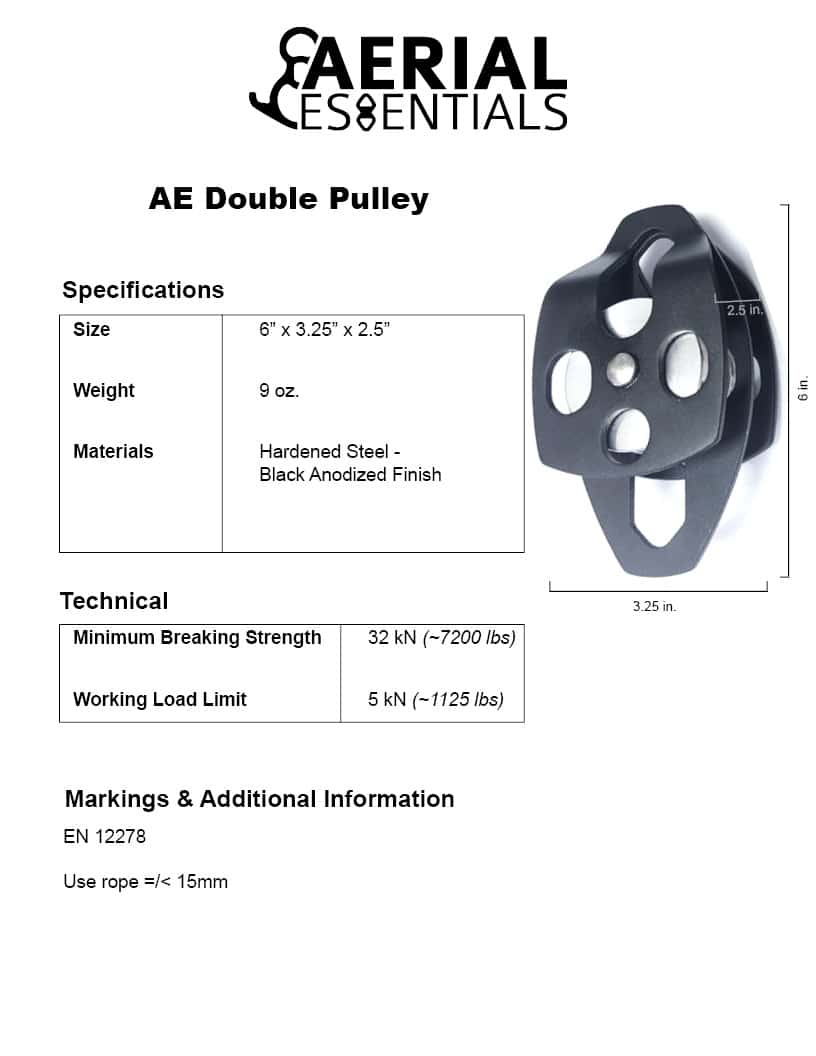 AERIAL
ESSENTIALS
AE Double Pulley
Specifications
Size 6” x 3.25” x 2.5”
Weight 9 oz.
Materials Hardened Steel -
Black Anodized Finish
2.5 in.
6 in.
3.25 in.
Technical
Minimum Breaking Strength 32 kN (~7200 lbs)
Working Load Limit 5 kN (~1125 lbs)
Markings & Additional Information
EN 12278
Use rope =/< 15mm